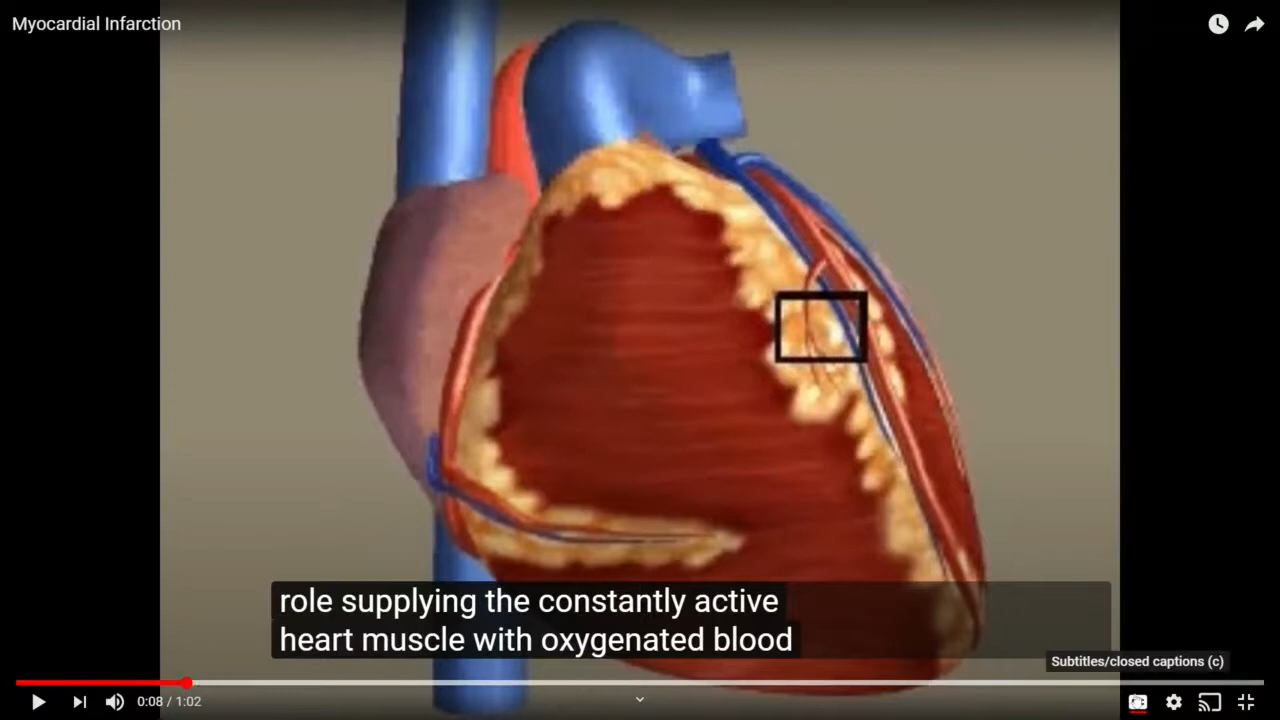 Myocardial Infarction
role supplying the constantly active
heart muscle with oxygenated blood
Subtitles/closed captions (c)
0:08 / 1:02